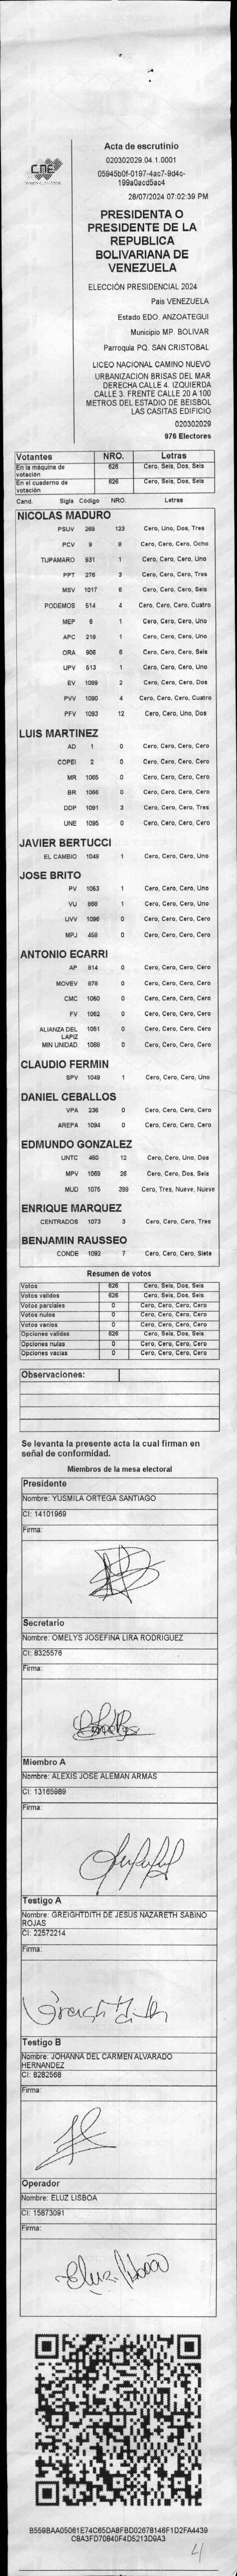 CNE
Acta de escrutinio
020302029.04.1.0001
05945b0f-0197-4ac7-9d4c-
199a0acd5ac4
28/07/2024 07:02:39 PM
PRESIDENTA O
PRESIDENTE DE LA
REPUBLICA
BOLIVARIANA DE
VENEZUELA
ELECCIÓN PRESIDENCIAL 2024
Pais VENEZUELA
Estado EDO. ANZOATEGUI
Municipio MP. BOLIVAR
Parroquia PQ. SAN CRISTOBAL
LICEO NACIONAL CAMINO NUEVO
URBANIZACION BRISAS DEL MAR
DERECHA CALLE 4. IZQUIERDA
CALLE 3. FRENTE CALLE 20 A 100
METROS DEL ESTADIO DE BEISBOL
LAS CASITAS EDIFICIO
020302029
976 Electores
Votantes NRO. Letras
En la máquina de votación 626 Cero, Seis, Dos, Seis
En el cuaderno de votación 626 Cero, Seis, Dos, Seis
Cand. Sigla Código NRO. Letras
NICOLAS MADURO
PSUV 269 123 Cero, Uno, Dos, Tres
PCV 9 8 Cero, Cero, Cero, Ocho
TUPAMARO 931 1 Cero, Cero, Cero, Uno
PPT 276 3 Cero, Cero, Cero, Tres
MSV 1017 6 Cero, Cero, Cero, Seis
PODEMOS 514 4 Cero, Cero, Cero, Cuatro
MEP 6 1 Cero, Cero, Cero, Uno
APC 219 1 Cero, Cero, Cero, Uno
ORA 906 6 Cero, Cero, Cero, Seis
UPV 513 1 Cero, Cero, Cero, Uno
EV 1089 2 Cero, Cero, Cero, Dos
PVV 1090 4 Cero, Cero, Cero, Cuatro
PFV 1093 12 Cero, Cero, Uno, Dos
LUIS MARTINEZ
AD 1 0 Cero, Cero, Cero, Cero
COPEI 2 0 Cero, Cero, Cero, Cero
MR 1065 0 Cero, Cero, Cero, Cero
BR 1066 0 Cero, Cero, Cero, Cero
DDP 1091 3 Cero, Cero, Cero, Tres
UNE 1095 0 Cero, Cero, Cero, Cero
JAVIER BERTUCCI
EL CAMBIO 1048 1 Cero, Cero, Cero, Uno
JOSE BRITO
PV 1053 1 Cero, Cero, Cero, Uno
VU 868 1 Cero, Cero, Cero, Uno
UVV 1096 0 Cero, Cero, Cero, Cero
MPJ 458 0 Cero, Cero, Cero, Cero
ANTONIO ECARRI
AP 814 0 Cero, Cero, Cero, Cero
MOVEV 878 0 Cero, Cero, Cero, Cero
CMC 1050 0 Cero, Cero, Cero, Cero
FV 1062 0 Cero, Cero, Cero, Cero
ALIANZA DEL LAPIZ 1051 0 Cero, Cero, Cero, Cero
MIN UNIDAD 1068 0 Cero, Cero, Cero, Cero
CLAUDIO FERMIN
SPV 1049 1 Cero, Cero, Cero, Uno
DANIEL CEBALLOS
VPA 236 0 Cero, Cero, Cero, Cero
AREPA 1094 0 Cero, Cero, Cero, Cero
EDMUNDO GONZALEZ
UNTC 460 12 Cero, Cero, Uno, Dos
MPV 1069 26 Cero, Cero, Dos, Seis
MUD 1075 399 Cero, Tres, Nueve, Nueve
ENRIQUE MARQUEZ
CENTRADOS 1073 3 Cero, Cero, Cero, Tres
BENJAMIN RAUSSEO
CONDE 1092 7 Cero, Cero, Cero, Siete
Resumen de votos
Votos 626 Cero, Seis, Dos, Seis
Votos validos 626 Cero, Seis, Dos, Seis
Votos parciales 0 Cero, Cero, Cero, Cero
Votos nulos 0 Cero, Cero, Cero, Cero
Votos vacios 0 Cero, Cero, Cero, Cero
Opciones validas 626 Cero, Seis, Dos, Seis
Opciones nulas 0 Cero, Cero, Cero, Cero
Opciones vacias 0 Cero, Cero, Cero, Cero
Observaciones:
Se levanta la presente acta la cual firman en
señal de conformidad.
Miembros de la mesa electoral
Presidente
Nombre: YUSMILA ORTEGA SANTIAGO
CI: 14101969
Firma:
Secretario
Nombre: OMELYS JOSEFINA LIRA RODRIGUEZ
CI: 8325576
Firma:
Miembro A
Nombre: ALEXIS JOSE ALEMAN ARMAS
CI: 13165989
Firma:
Testigo A
Nombre: GREIGHTDITH DE JESUS NAZARETH SABINO
ROJAS
CI: 22572214
Firma:
Testigo B
Nombre: JOHANNA DEL CARMEN ALVARADO
HERNANDEZ
CI: 8282568
Firma:
Operador
Nombre: ELUZ LISBOA
CI: 15873091
Firma:
Eluz Lisboa
B559BAA05061E74C65DA8FBD02678146F1D2FA4439
C8A3FD70840F4D5213D9A3
4